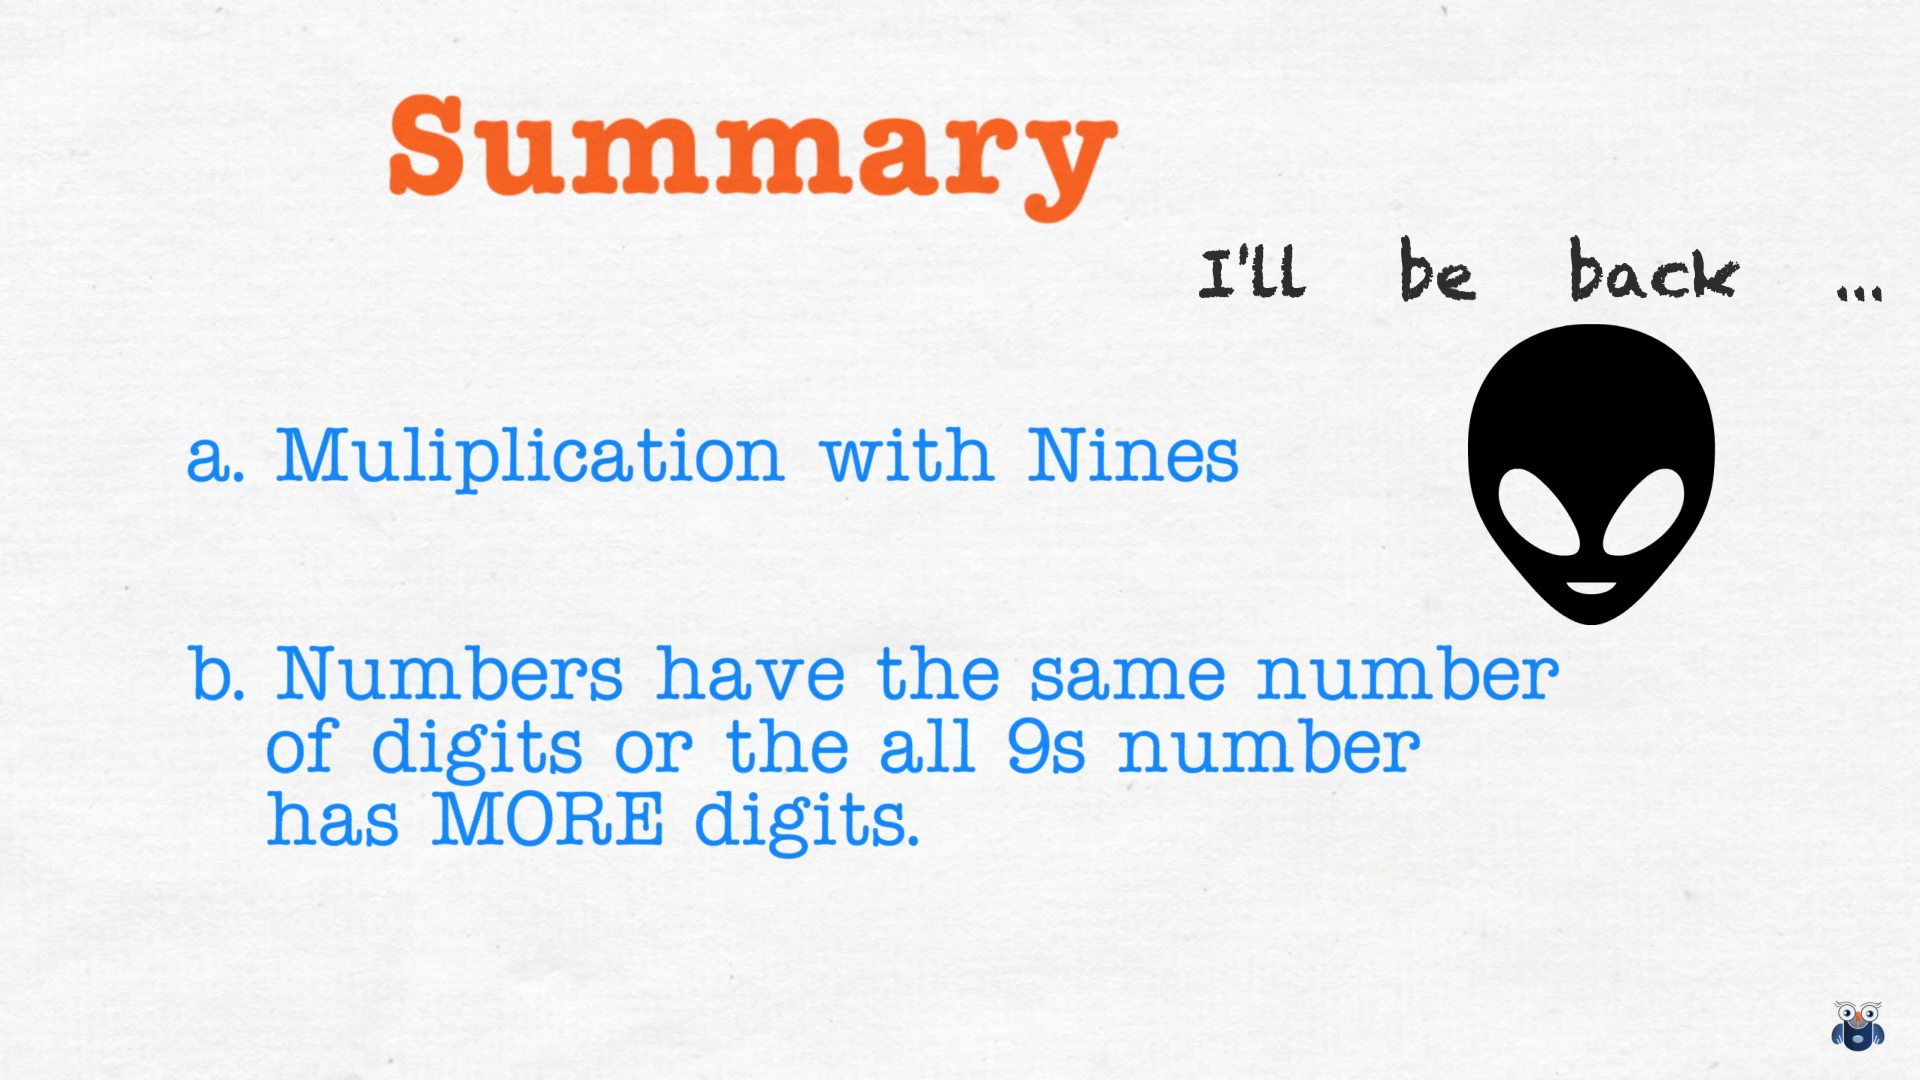 Summary
I'll be back ...
a. Muliplication with Nines
b. Numbers have the same number
of digits or the all 9s number
has MORE digits.